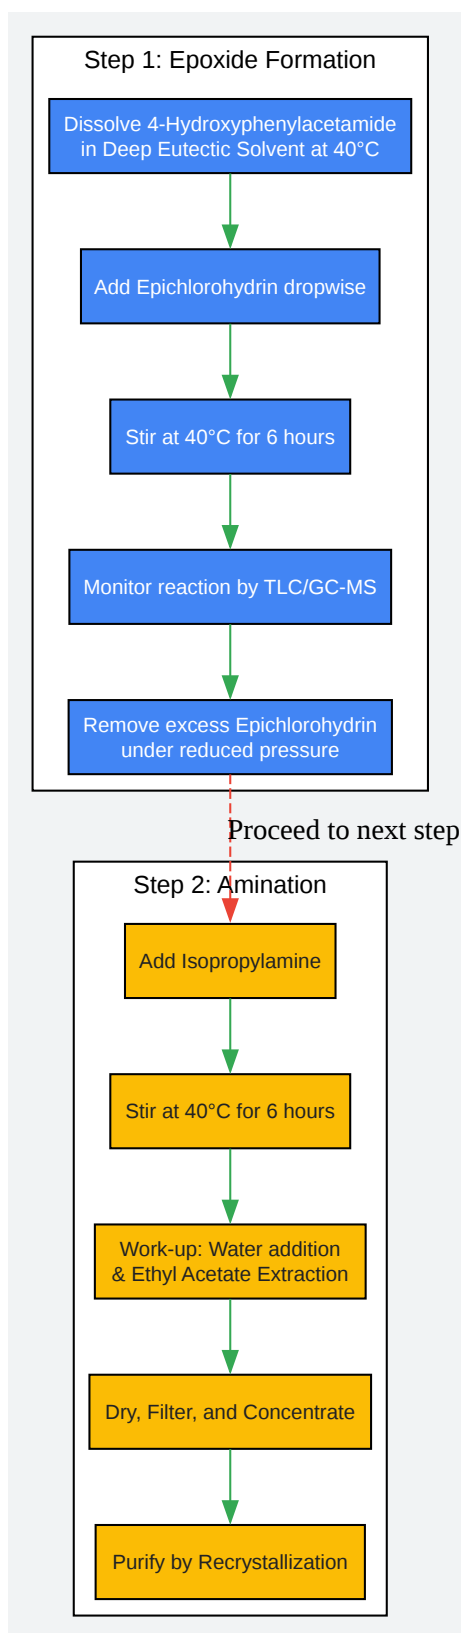 Step 1: Epoxide Formation
Dissolve 4-Hydroxyphenylacetamide
in Deep Eutectic Solvent at 40°C
Add Epichlorohydrin dropwise
Stir at 40°C for 6 hours
Monitor reaction by TLC/GC-MS
Remove excess Epichlorohydrin
under reduced pressure
Proceed to next step
Step 2: Amination
Add Isopropylamine
Stir at 40°C for 6 hours
Work-up: Water addition
& Ethyl Acetate Extraction
Dry, Filter, and Concentrate
Purify by Recrystallization